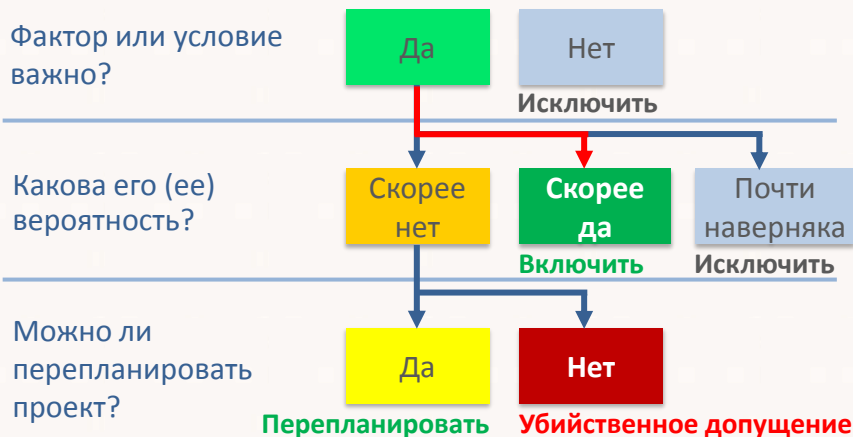 Фактор или условие
важно?
Да
Нет
Исключить
Какова его (ее)
вероятность?
Скорее
нет
Скорее
да
Почти
наверняка
Включить
Исключить
Можно ли
перепланировать
проект?
Да
Нет
Перепланировать
Убийственное допущение